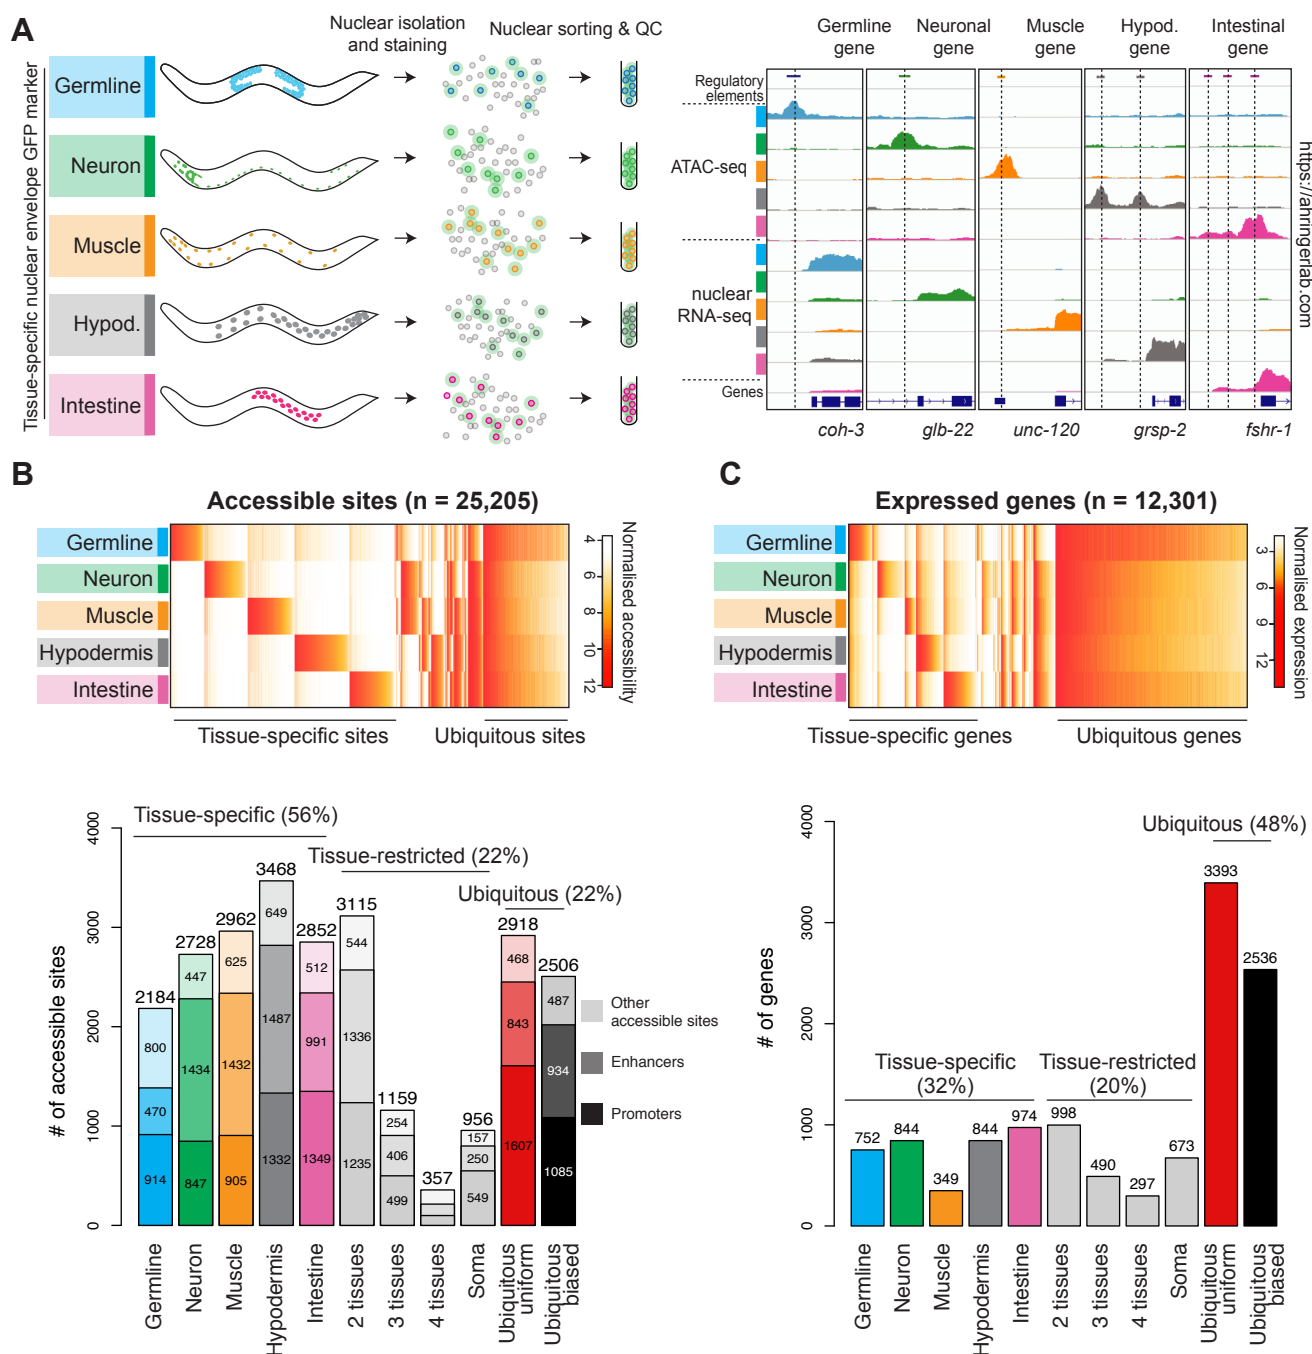 A
Tissue-specific nuclear envelope GFP marker
Nuclear isolation
and staining
Nuclear sorting & QC
Germline
Neuron
Muscle
Hypod.
Intestine
Germline
gene
Neuronal
gene
Muscle
gene
Hypod.
gene
Intestinal
gene
Regulatory
elements
ATAC-seq
nuclear
RNA-seq
Genes
coh-3
glb-22
unc-120
grsp-2
fshr-1
https://ahringerlab.com
B
Accessible sites (n = 25,205)
Germline
Neuron
Muscle
Hypodermis
Intestine
4
6
8
10
12
Normalised accessibility
Tissue-specific sites
Ubiquitous sites
# of accessible sites
0
1000
2000
3000
4000
Tissue-specific (56%)
Tissue-restricted (22%)
Ubiquitous (22%)
2184
800
470
914
2728
447
1434
847
2962
625
1432
905
3468
649
1487
1332
2852
512
991
1349
3115
544
1336
1235
1159
254
406
499
357
956
157
250
549
2918
468
843
1607
2506
487
934
1085
Other
accessible sites
Enhancers
Promoters
Germline
Neuron
Muscle
Hypodermis
Intestine
2 tissues
3 tissues
4 tissues
Soma
Ubiquitous
uniform
Ubiquitous
biased
C
Expressed genes (n = 12,301)
Germline
Neuron
Muscle
Hypodermis
Intestine
3
6
9
12
Normalised expression
Tissue-specific genes
Ubiquitous genes
# of genes
0
1000
2000
3000
4000
Tissue-specific
(32%)
Tissue-restricted
(20%)
Ubiquitous (48%)
752
844
349
844
974
998
490
297
673
3393
2536
Germline
Neuron
Muscle
Hypodermis
Intestine
2 tissues
3 tissues
4 tissues
Soma
Ubiquitous
uniform
Ubiquitous
biased